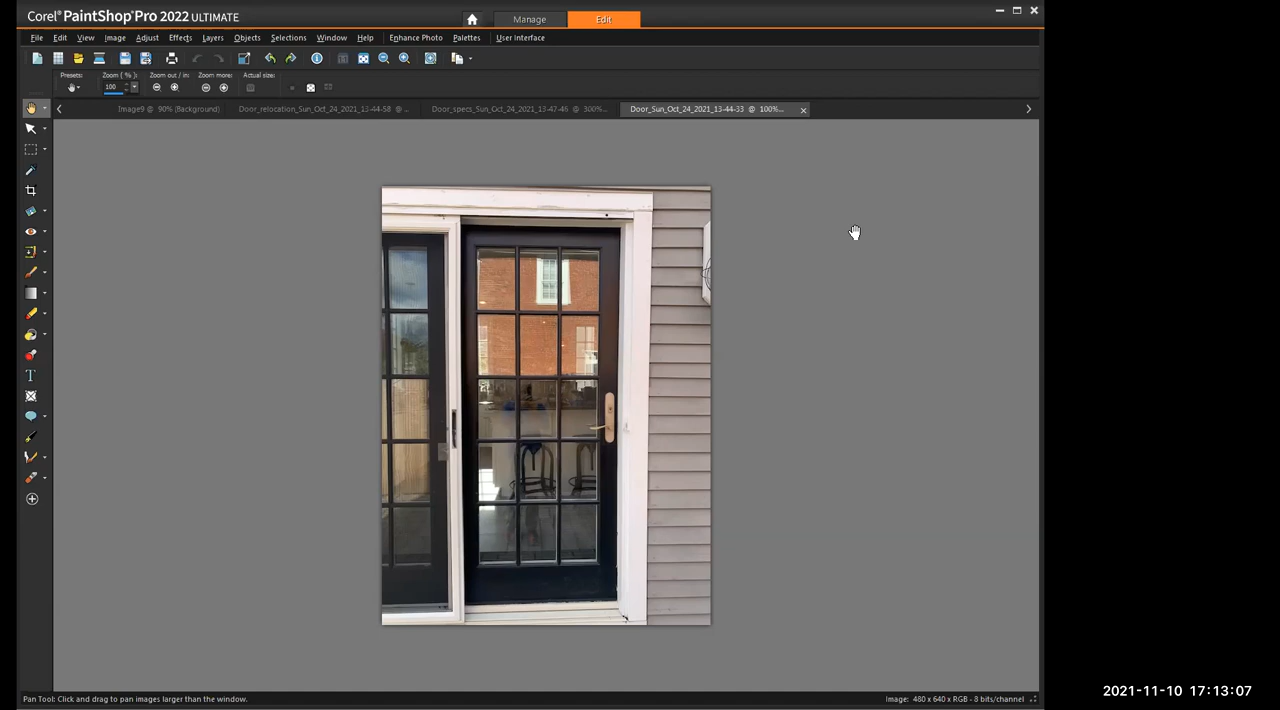 Corel® PaintShop® Pro 2022 ULTIMATE
Manage
Edit
File Edit View Image Adjust Effects Layers Objects Selections Window Help Enhance Photo Palettes User Interface
Presets: Zoom ( % ): Zoom out / in: Zoom more: Actual size:
100
Image9 @ 90% (Background) Door_relocation_Sun_Oct_24_2021_13-44-58 @ ... Door_specs_Sun_Oct_24_2021_13-47-46 @ 300%... Door_Sun_Oct_24_2021_13-44-33 @ 100%...
Pan Tool: Click and drag to pan images larger than the window.
Image: 480 x 640 x RGB - 8 bits/channel
2021-11-10 17:13:07